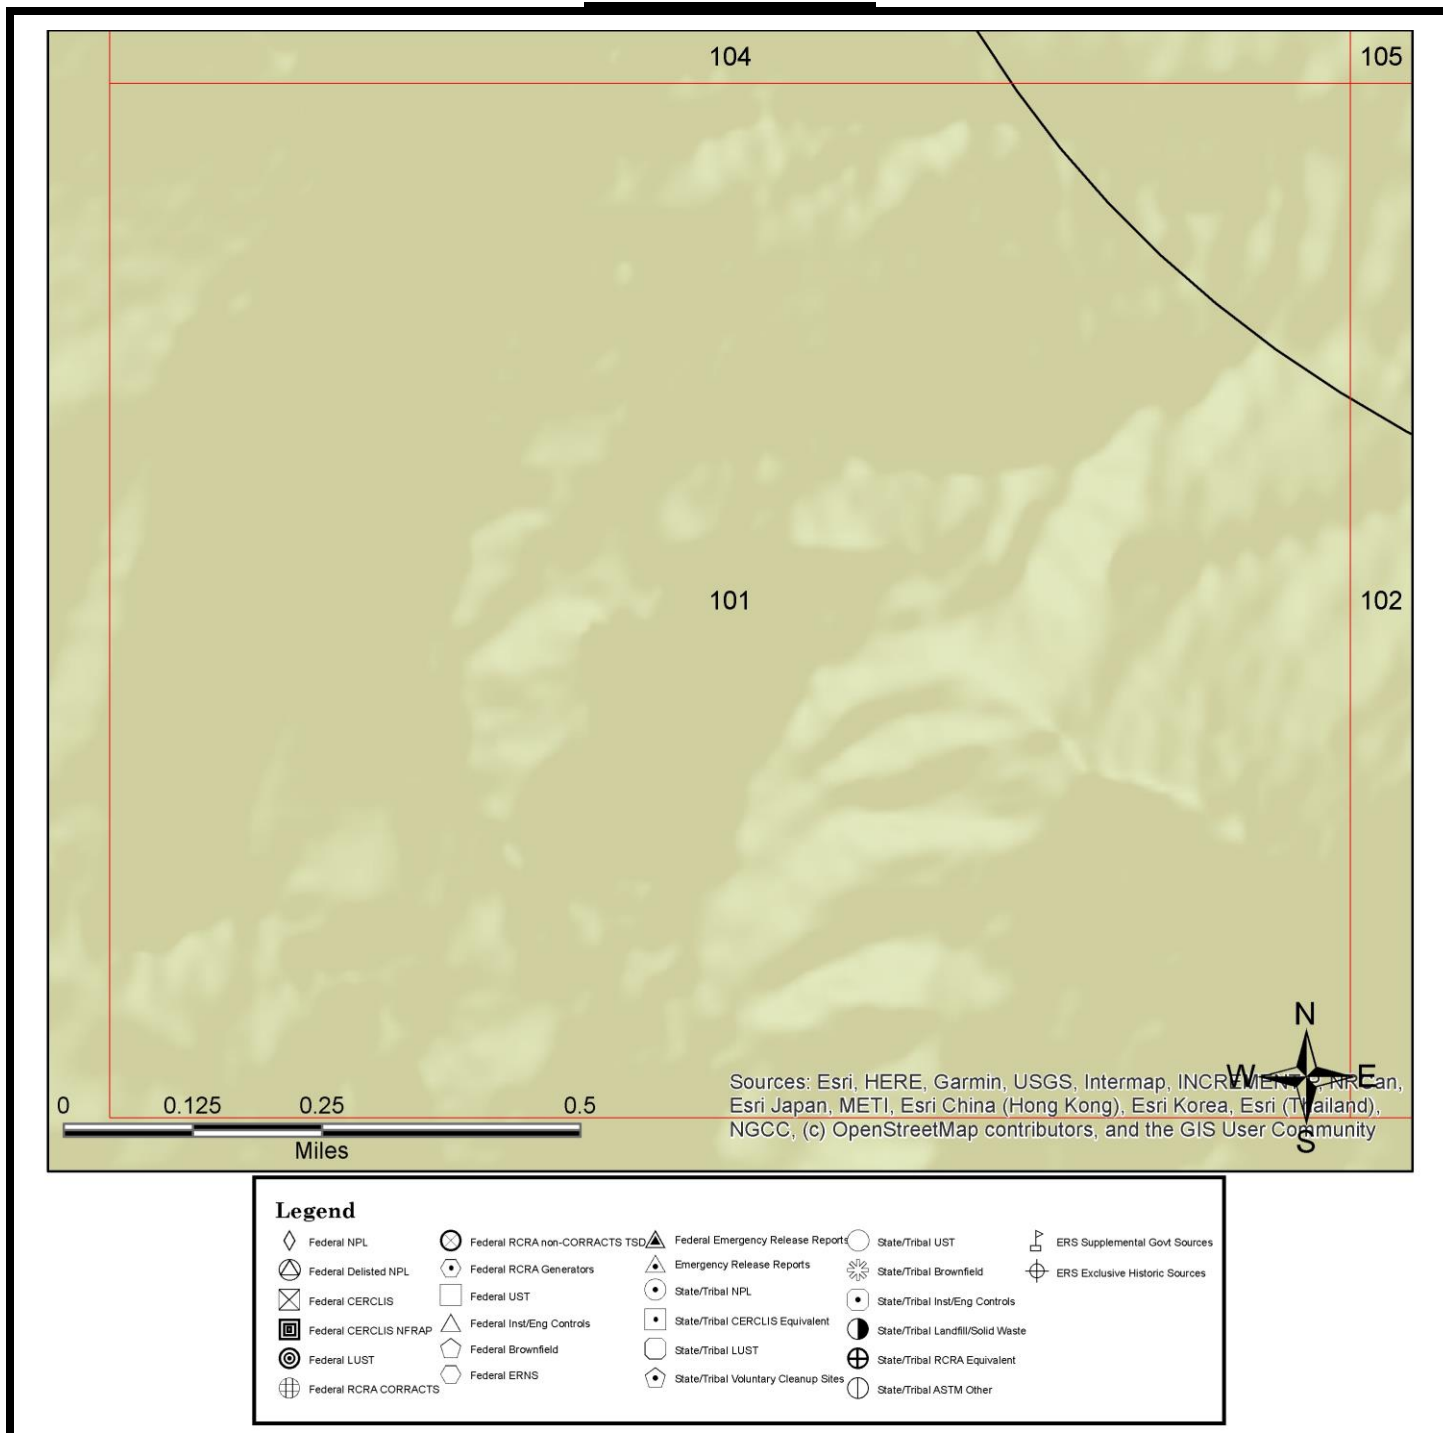 104
105
101
102
N
W
E
S
Sources: Esri, HERE, Garmin, USGS, Intermap, INCREMENT P, NRCan,
Esri Japan, METI, Esri China (Hong Kong), Esri Korea, Esri (Thailand),
NGCC, (c) OpenStreetMap contributors, and the GIS User Community
0 0.125 0.25 0.5
Miles
Legend
Federal NPL
Federal Delisted NPL
Federal CERCLIS
Federal CERCLIS NFRAP
Federal LUST
Federal RCRA CORRACTS
Federal RCRA non-CORRACTS TSD
Federal RCRA Generators
Federal UST
Federal Inst/Eng Controls
Federal Brownfield
Federal ERNS
Federal Emergency Release Reports
Emergency Release Reports
State/Tribal NPL
State/Tribal CERCLIS Equivalent
State/Tribal LUST
State/Tribal Voluntary Cleanup Sites
State/Tribal UST
State/Tribal Brownfield
State/Tribal Inst/Eng Controls
State/Tribal Landfill/Solid Waste
State/Tribal RCRA Equivalent
State/Tribal ASTM Other
ERS Supplemental Govt Sources
ERS Exclusive Historic Sources